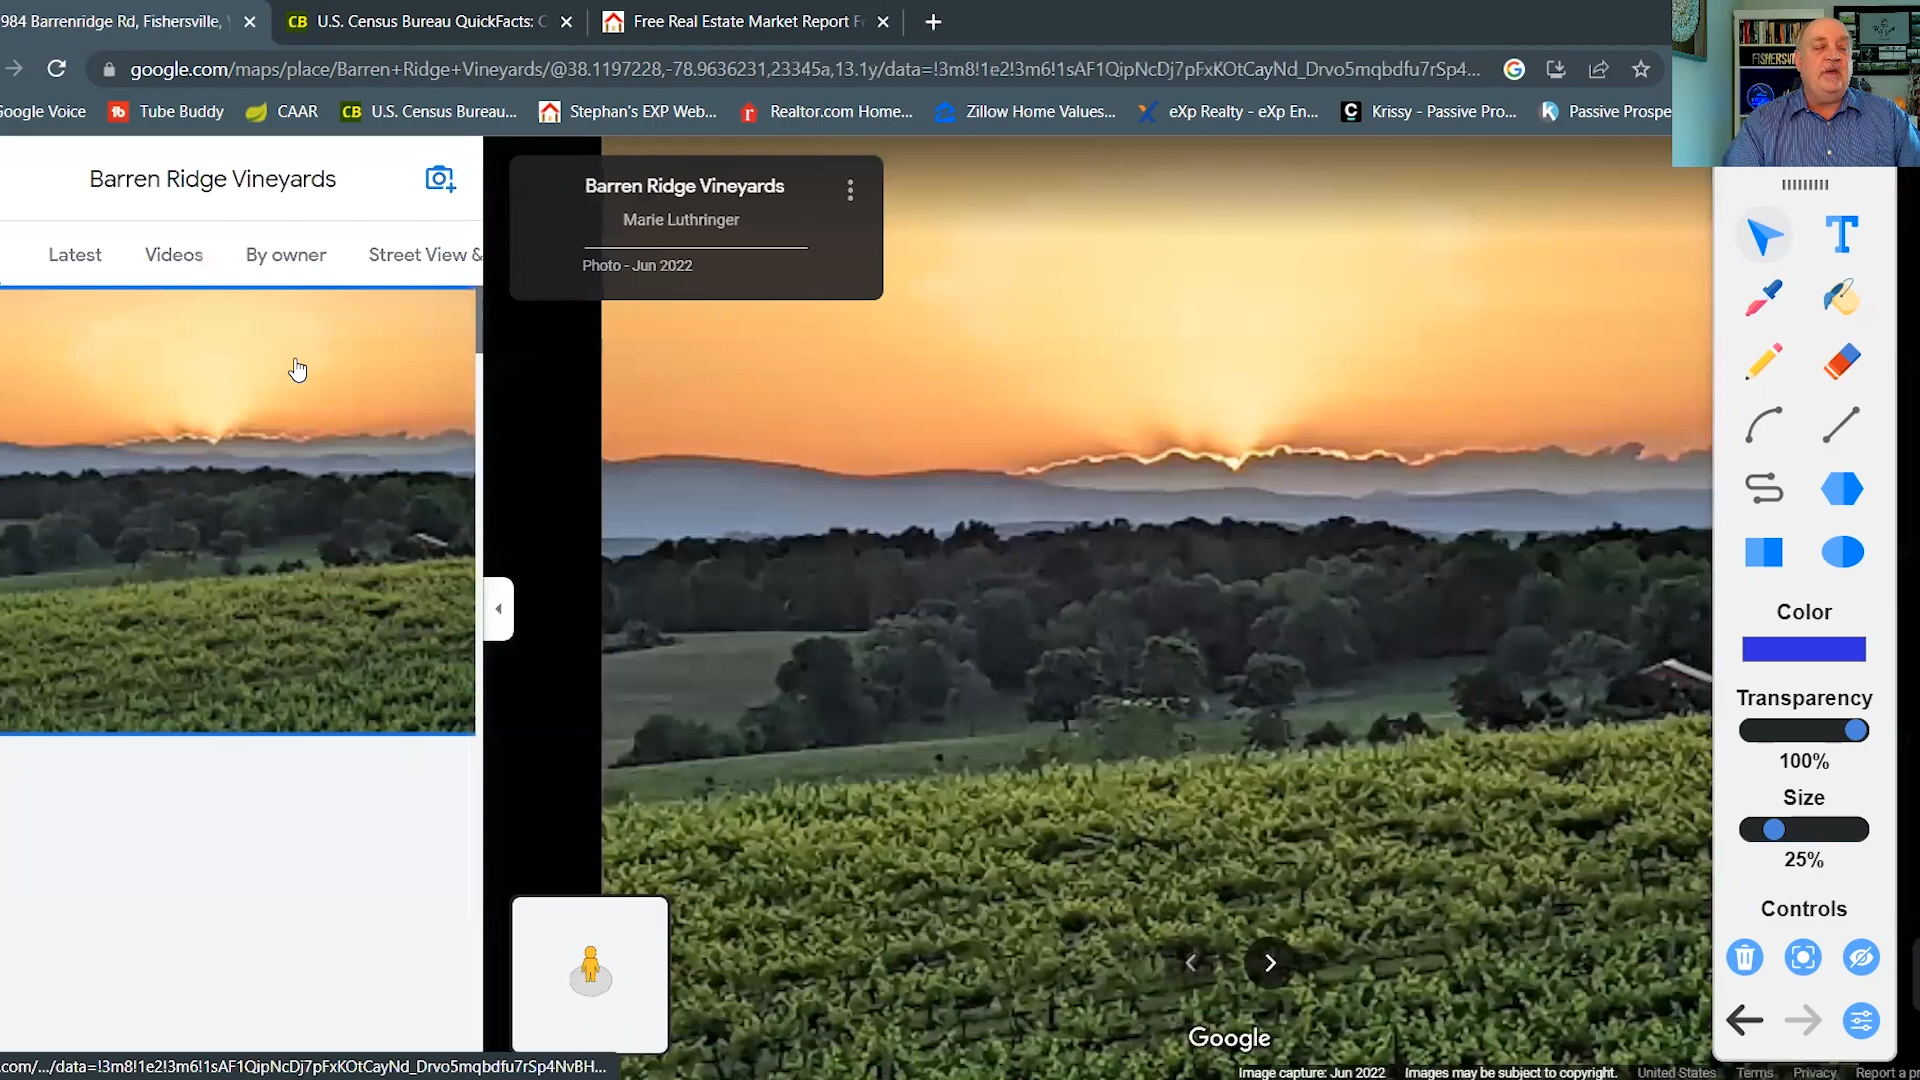 984 Barrenridge Rd, Fishersville,
U.S. Census Bureau QuickFacts: C
Free Real Estate Market Report F
google.com/maps/place/Barren+Ridge+Vineyards/@38.1197228,-78.9636231,23345a,13.1y/data=!3m8!1e2!3m6!1sAF1QipNcDj7pFxKOtCayNd_Drvo5mqbdfu7rSp4...
Google Voice
Tube Buddy
CAAR
CB
U.S. Census Bureau...
Stephan's EXP Web...
Realtor.com Home...
Zillow Home Values...
eXp Realty - eXp En...
Krissy - Passive Pro...
Passive Prospe
Barren Ridge Vineyards
Latest
Videos
By owner
Street View &
Barren Ridge Vineyards
Marie Luthringer
Photo - Jun 2022
T
Color
Transparency
100%
Size
25%
Controls
Google
.com/.../data=!3m8!1e2!3m6!1sAF1QipNcDj7pFxKOtCayNd_Drvo5mqbdfu7rSp4NvBH...
Image capture: Jun 2022
Images may be subject to copyright.
United States
Terms
Privacy
Report a p